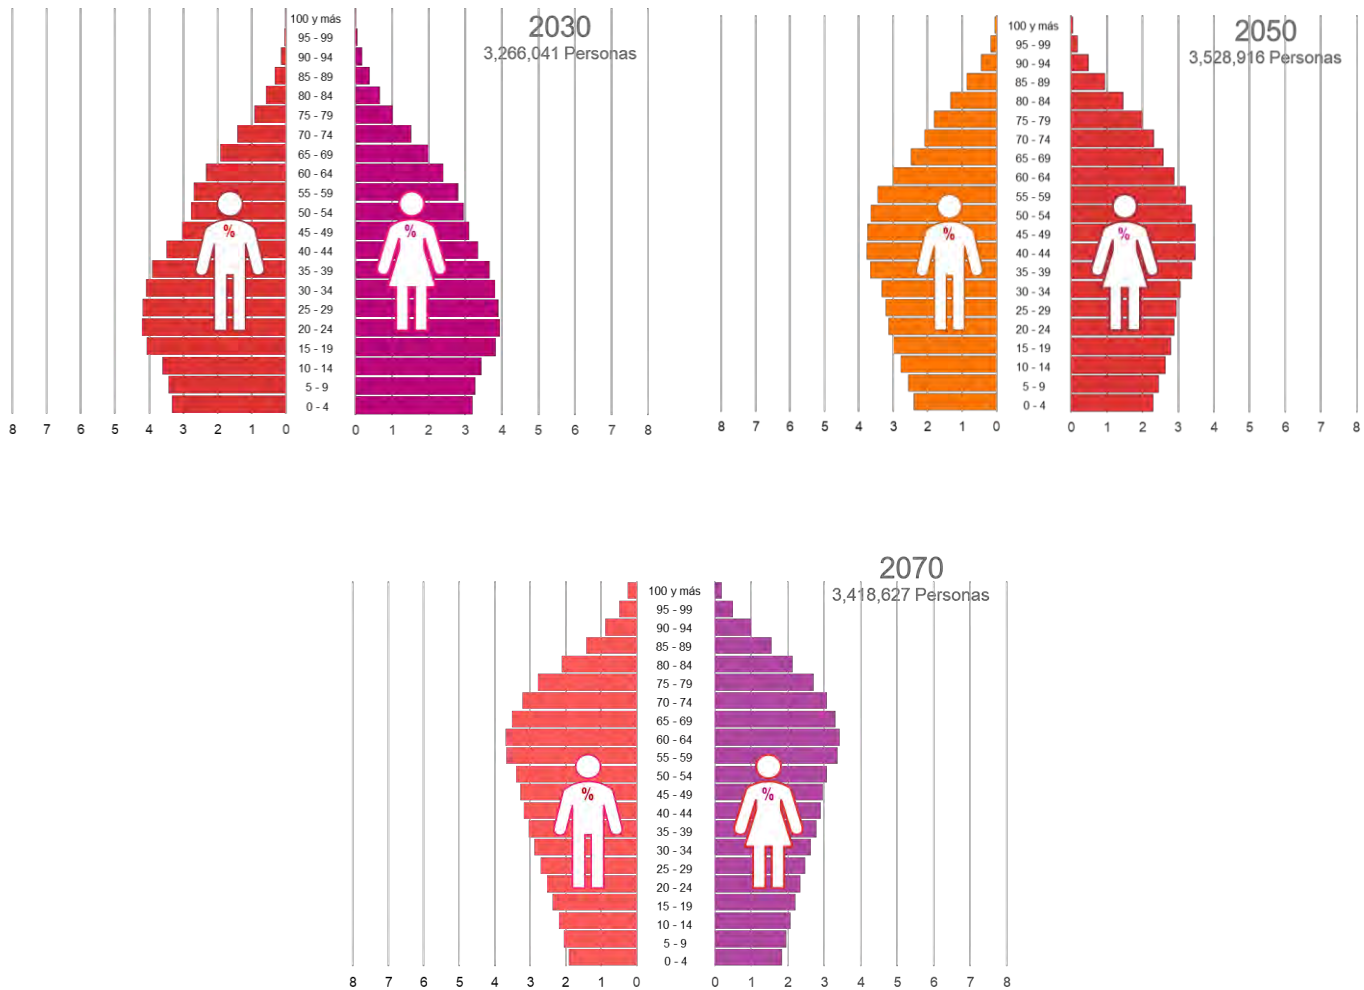 2030
3,266,041 Personas
100 y más
95 - 99
90 - 94
85 - 89
80 - 84
75 - 79
70 - 74
65 - 69
60 - 64
55 - 59
50 - 54
45 - 49
40 - 44
35 - 39
30 - 34
25 - 29
20 - 24
15 - 19
10 - 14
5 - 9
0 - 4
%
%
8 7 6 5 4 3 2 1 0
0 1 2 3 4 5 6 7 8
2050
3,528,916 Personas
100 y más
95 - 99
90 - 94
85 - 89
80 - 84
75 - 79
70 - 74
65 - 69
60 - 64
55 - 59
50 - 54
45 - 49
40 - 44
35 - 39
30 - 34
25 - 29
20 - 24
15 - 19
10 - 14
5 - 9
0 - 4
%
%
8 7 6 5 4 3 2 1 0
0 1 2 3 4 5 6 7 8
2070
3,418,627 Personas
100 y más
95 - 99
90 - 94
85 - 89
80 - 84
75 - 79
70 - 74
65 - 69
60 - 64
55 - 59
50 - 54
45 - 49
40 - 44
35 - 39
30 - 34
25 - 29
20 - 24
15 - 19
10 - 14
5 - 9
0 - 4
%
%
8 7 6 5 4 3 2 1 0
0 1 2 3 4 5 6 7 8